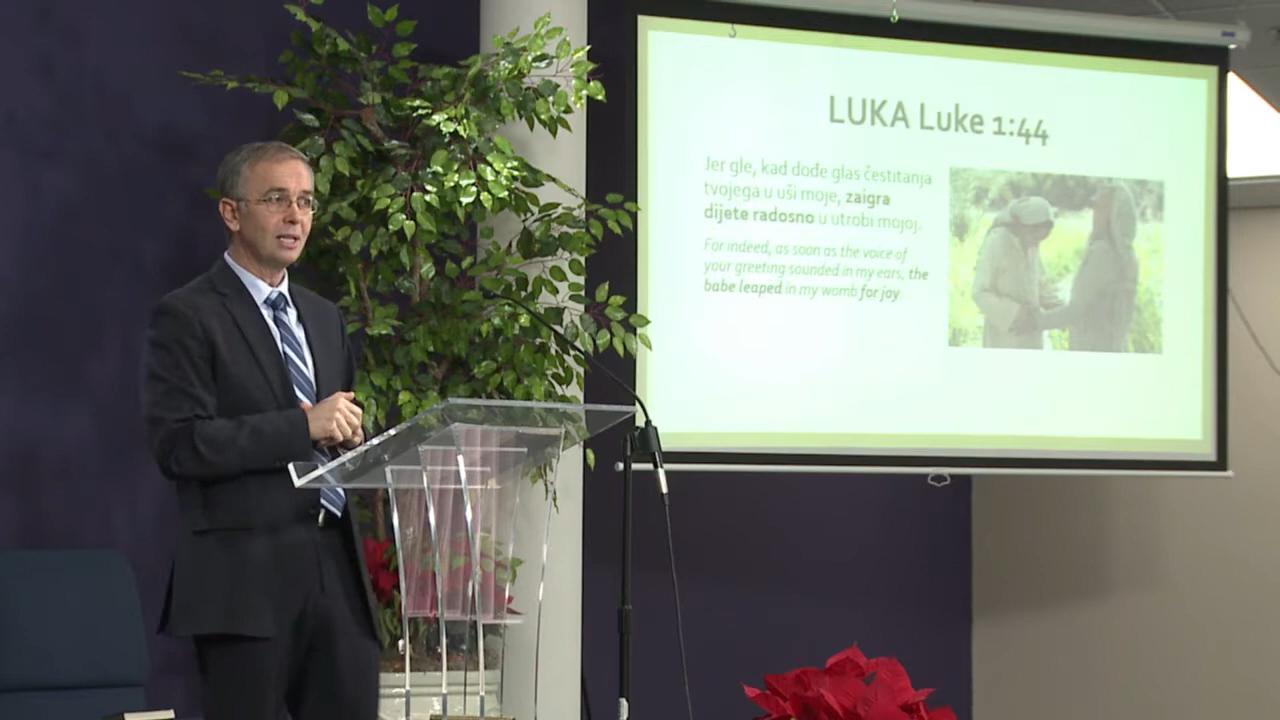 LUKA Luke 1:44
Jer gle, kad dođe glas čestitanja
tvojega u uši moje, zaigra
dijete radosno u utrobi mojoj.
For indeed, as soon as the voice of
your greeting sounded in my ears, the
babe leaped in my womb for joy